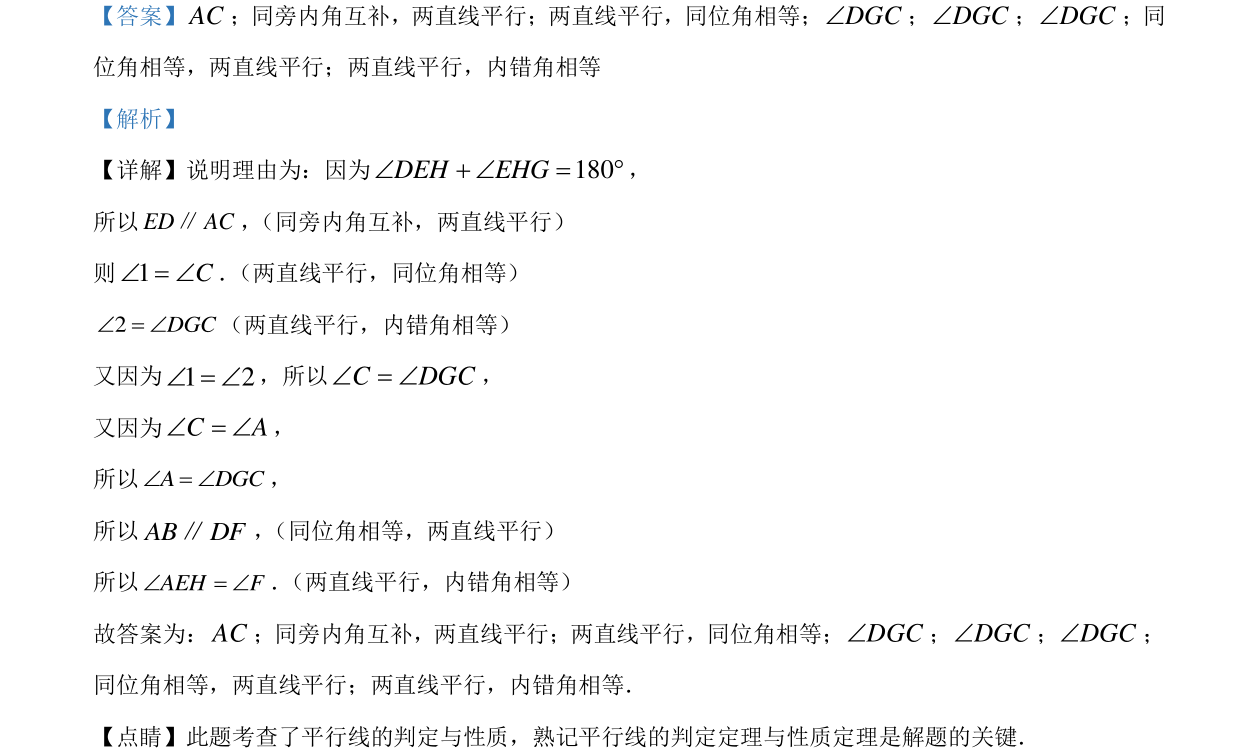 【答案】AC；同旁内角互补，两直线平行；两直线平行，同位角相等；∠DGC；∠DGC；∠DGC；同
位角相等，两直线平行；两直线平行，内错角相等
【解析】
【详解】说明理由为：因为∠DEH+∠EHG=180°，
所以ED∥AC，（同旁内角互补，两直线平行）
则∠1=∠C．（两直线平行，同位角相等）
∠2=∠DGC（两直线平行，内错角相等）
又因为∠1=∠2，所以∠C=∠DGC，
又因为∠C=∠A，
所以∠A=∠DGC，
所以AB∥DF，（同位角相等，两直线平行）
所以∠AEH=∠F．（两直线平行，内错角相等）
故答案为：AC；同旁内角互补，两直线平行；两直线平行，同位角相等；∠DGC；∠DGC；∠DGC；
同位角相等，两直线平行；两直线平行，内错角相等．
【点睛】此题考查了平行线的判定与性质，熟记平行线的判定定理与性质定理是解题的关键．